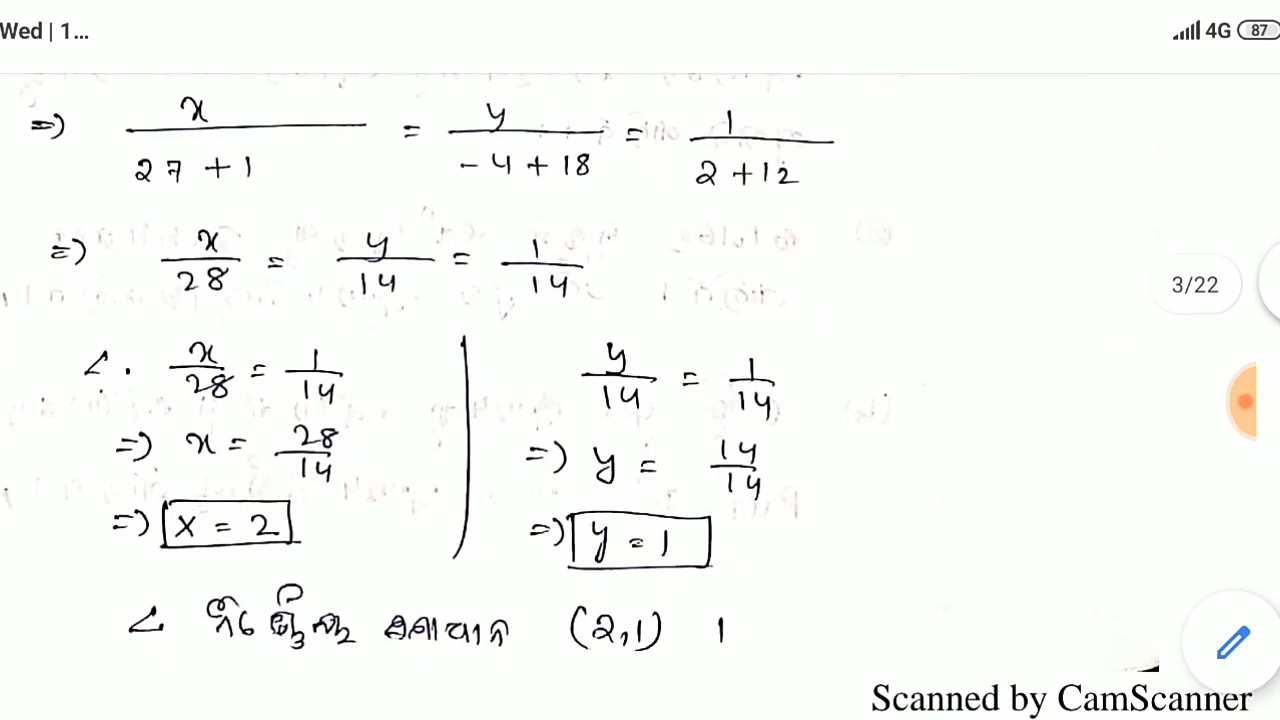 Wed | 1... 4G 87
=) x / 27 + 1 = y / -4 + 18 = 1 / 2 + 12
=) x / 28 = y / 14 = 1 / 14
3/22
∴ x / 28 = 1 / 14 y / 14 = 1 / 14
=) x = 28 / 14 =) y = 14 / 14
=) x = 2 =) y = 1
ସମାଧାନ (2,1) ।
Scanned by CamScanner